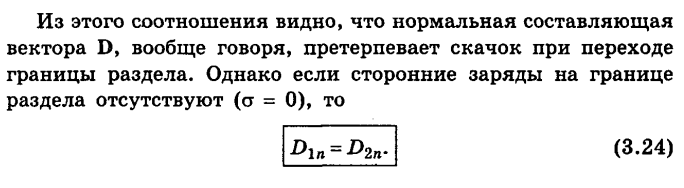 Из этого соотношения видно, что нормальная составляющая
вектора D, вообще говоря, претерпевает скачок при переходе
границы раздела. Однако если сторонние заряды на границе
раздела отсутствуют (σ = 0), то
D₁ₙ = D₂ₙ. (3.24)